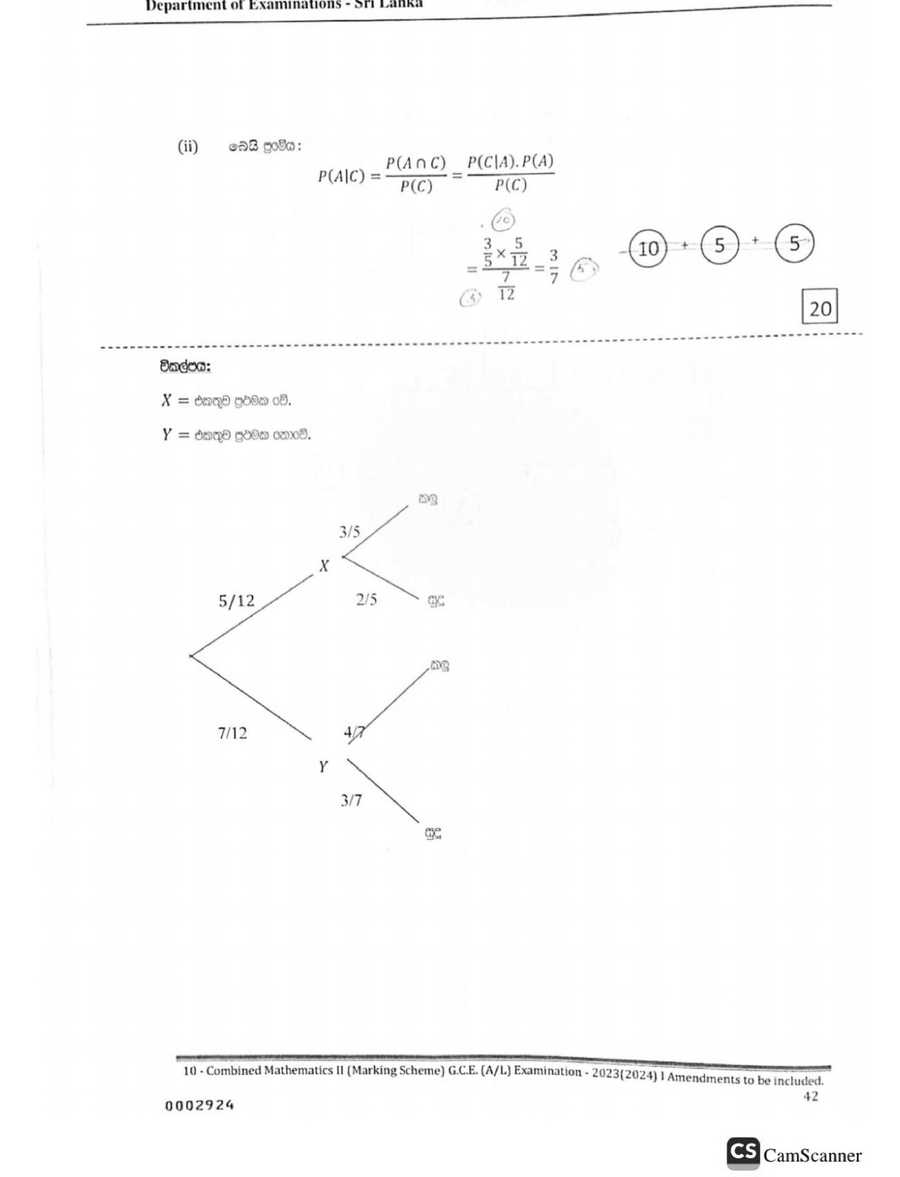 Department of Examinations - Sri Lanka
(ii) බෙයි ප්‍රමේය:
P(A|C) = P(A ∩ C) / P(C) = P(C|A). P(A) / P(C)
= (3/5 × 5/12) / (7/12) = 3/7
10 + 5 + 5
20
විකල්පය:
X = එකතුව ප්‍රථමක වේ.
Y = එකතුව ප්‍රථමක නොවේ.
කලු
3/5
X
5/12
2/5
සුදු
කලු
7/12
4/7
Y
3/7
සුදු
10 - Combined Mathematics II (Marking Scheme) G.C.E. (A/L) Examination - 2023(2024) I Amendments to be included.
42
0002924
CS CamScanner